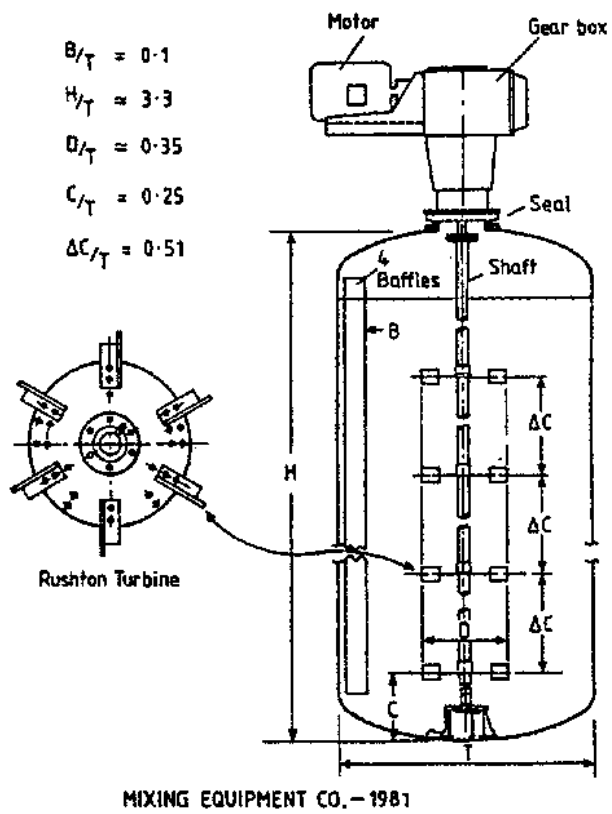 Motor
Gear box
B/T = 0·1
H/T ≃ 3·3
D/T ≃ 0·35
C/T = 0·25
ΔC/T = 0·51
Seal
4
Baffles
Shaft
B
ΔC
H
ΔC
Rushton Turbine
ΔC
C
T
MIXING EQUIPMENT CO.-1981